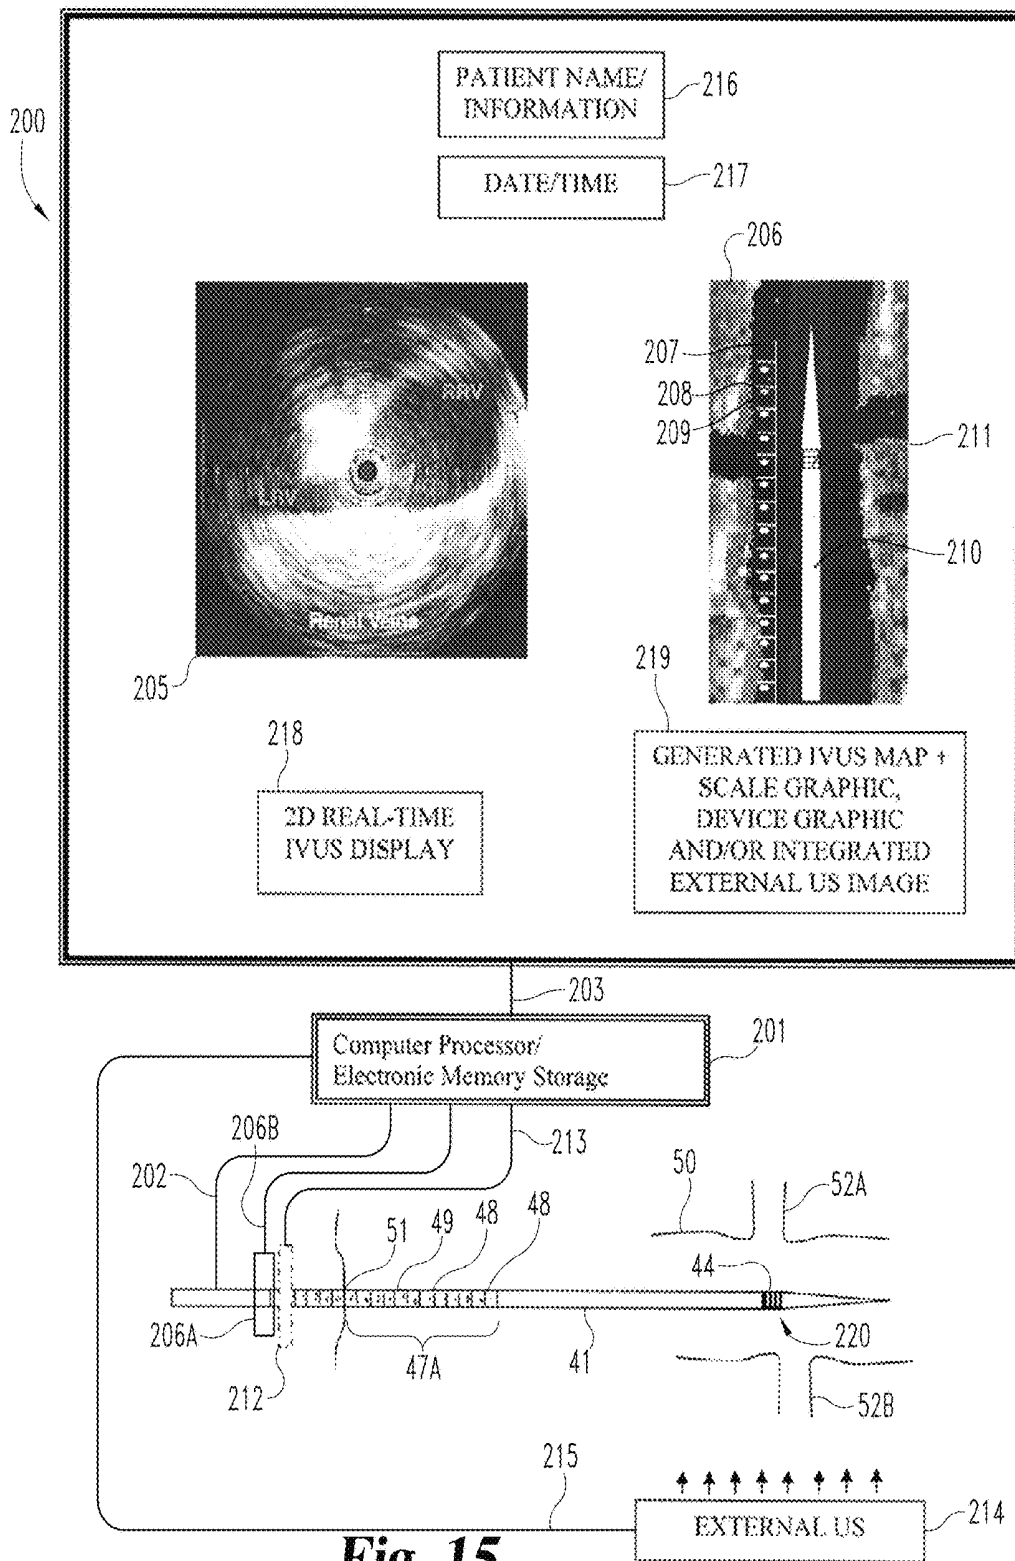 PATIENT NAME/
INFORMATION
216
200
DATE/TIME
217
206
207
208
209
211
210
RRV
LRV
Renal Veins
205
219
218
2D REAL-TIME
IVUS DISPLAY
GENERATED IVUS MAP +
SCALE GRAPHIC,
DEVICE GRAPHIC
AND/OR INTEGRATED
EXTERNAL US IMAGE
203
Computer Processor/
Electronic Memory Storage
201
206B
213
202
51
49
48
48
50
52A
44
206A
212
47A
41
220
52B
215
EXTERNAL US
214
Fig. 15